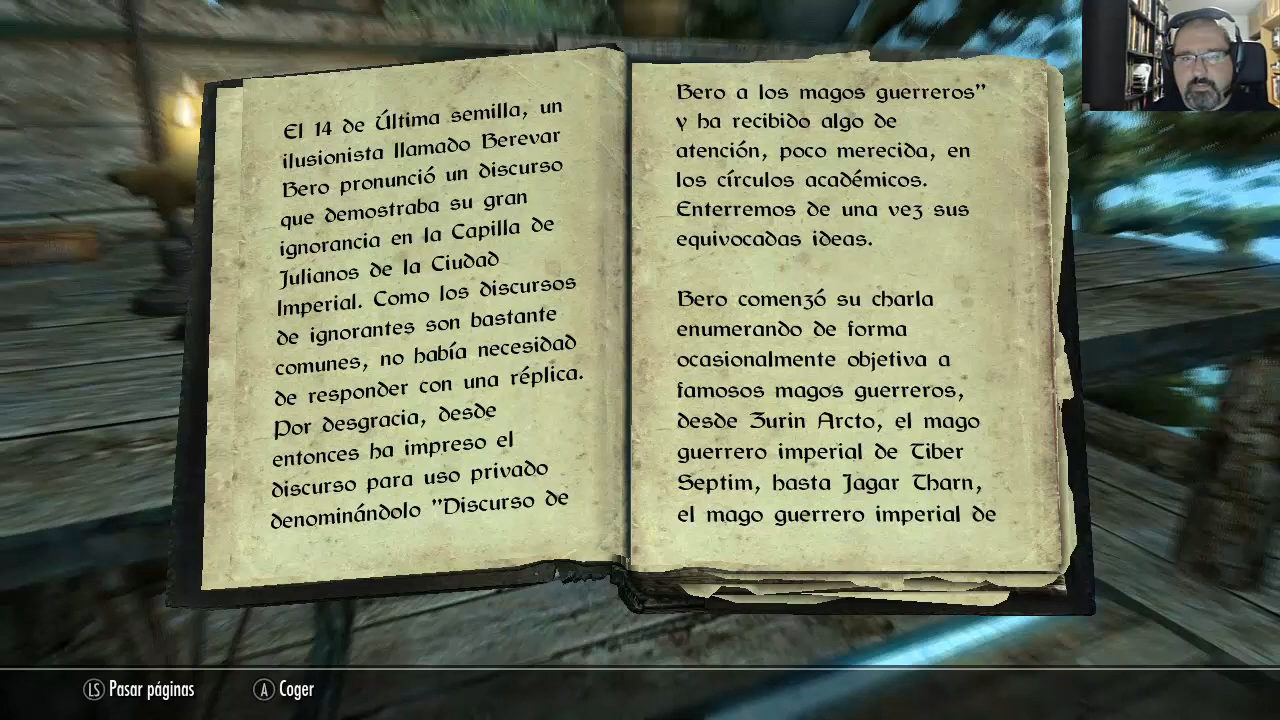 El 14 de Última semilla, un
ilusionista llamado Berevar
Bero pronunció un discurso
que demostraba su gran
ignorancia en la Capilla de
Julianos de la Ciudad
Imperial. Como los discursos
de ignorantes son bastante
comunes, no había necesidad
de responder con una réplica.
Por desgracia, desde
entonces ha impreso el
discurso para uso privado
denominándolo "Discurso de
Bero a los magos guerreros"
y ha recibido algo de
atención, poco merecida, en
los círculos académicos.
Enterremos de una vez sus
equivocadas ideas.
Bero comenzó su charla
enumerando de forma
ocasionalmente objetiva a
famosos magos guerreros,
desde Zurin Arcto, el mago
guerrero imperial de Tiber
Septim, hasta Jagar Tharn,
el mago guerrero imperial de
LS Pasar páginas
A Coger